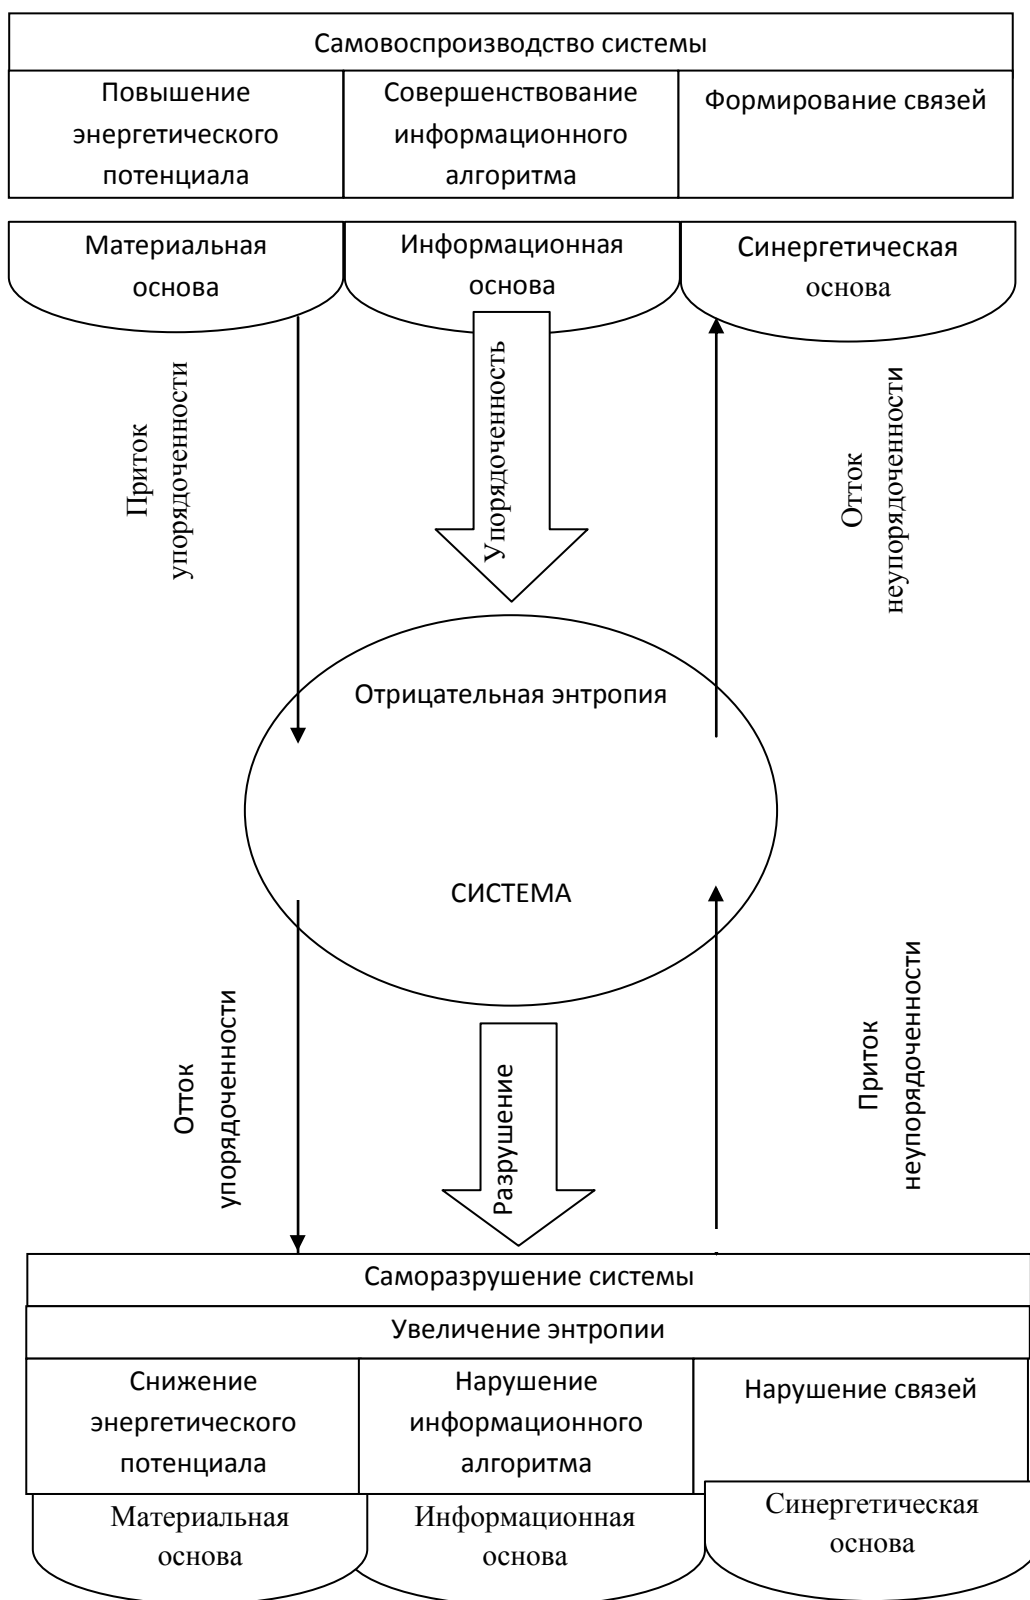 Самовоспроизводство системы
Повышение
энергетического
потенциала
Совершенствование
информационного
алгоритма
Формирование связей
Материальная
основа
Информационная
основа
Синергетическая
основа
Приток
упорядоченности
Упорядоченность
Отток
неупорядоченности
Отрицательная энтропия
СИСТЕМА
Отток
упорядоченности
Разрушение
Приток
неупорядоченности
Саморазрушение системы
Увеличение энтропии
Снижение
энергетического
потенциала
Нарушение
информационного
алгоритма
Нарушение связей
Материальная
основа
Информационная
основа
Синергетическая
основа